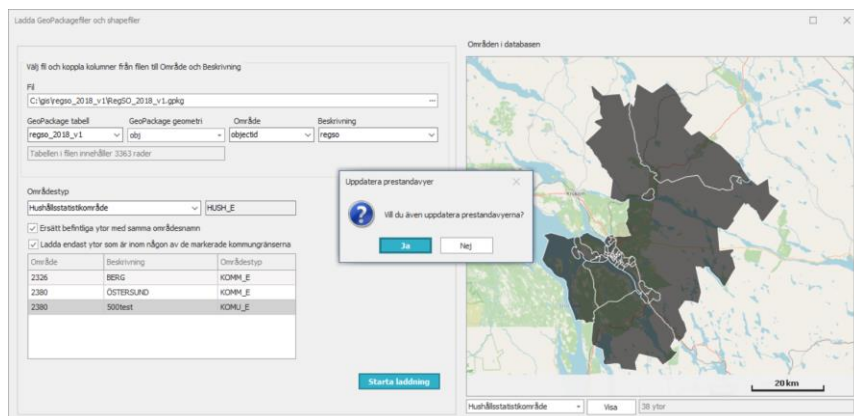 Ladda GeoPackagefiler och shapefiler
Välj fil och koppla kolumner från filen till Område och Beskrivning
Fil
C:\gis\regso_2018_v1\RegSO_2018_v1.gpkg
GeoPackage tabell GeoPackage geometri Område Beskrivning
regso_2018_v1 obj objectid regso
Tabellen i filen innehåller 3363 rader
Områdestyp
Hushållsstatistikområde HUSH_E
Ersätt befintliga ytor med samma områdesnamn
Ladda endast ytor som är inom någon av de markerade kommungränserna
Område Beskrivning Områdestyp
2326 BERG KOMM_E
2380 ÖSTERSUND KOMM_E
2380 500test KOMU_E
Starta laddning
Uppdatera prestandavyer
Vill du även uppdatera prestandavyerna?
Ja Nej
Områden i databasen
20 km
Hushållsstatistikområde Visa 38 ytor